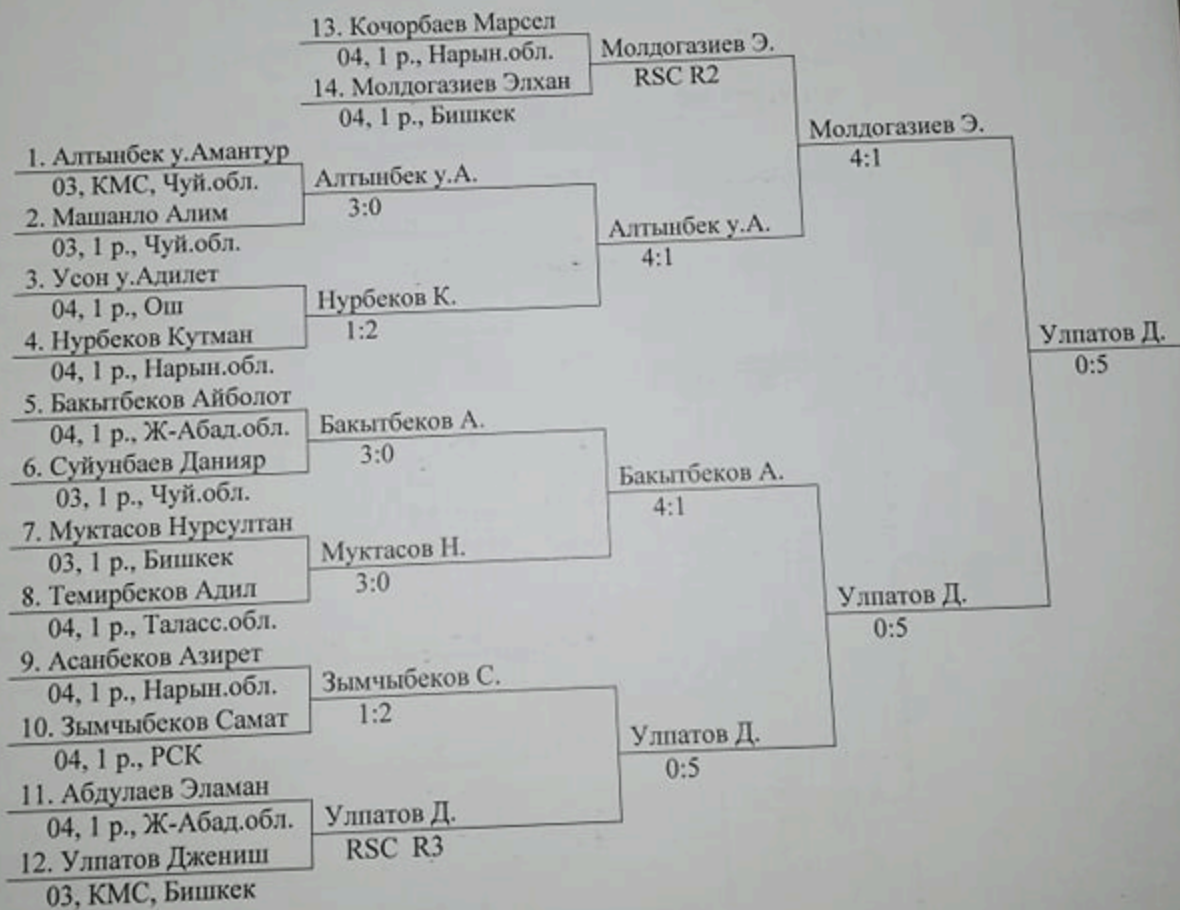 13. Кочорбаев Марсел
04, 1 р., Нарын.обл.
14. Молдогазиев Элхан
04, 1 р., Бишкек
Молдогазиев Э.
RSC R2
Молдогазиев Э.
4:1
1. Алтынбек у.Амантур
03, КМС, Чуй.обл.
2. Машанло Алим
03, 1 р., Чуй.обл.
Алтынбек у.А.
3:0
Алтынбек у.А.
4:1
3. Усон у.Адилет
04, 1 р., Ош
4. Нурбеков Кутман
04, 1 р., Нарын.обл.
Нурбеков К.
1:2
Улпатов Д.
0:5
5. Бакытбеков Айболот
04, 1 р., Ж-Абад.обл.
6. Суйунбаев Данияр
03, 1 р., Чуй.обл.
Бакытбеков А.
3:0
Бакытбеков А.
4:1
7. Муктасов Нурсултан
03, 1 р., Бишкек
8. Темирбеков Адил
04, 1 р., Таласс.обл.
Муктасов Н.
3:0
Улпатов Д.
0:5
9. Асанбеков Азирет
04, 1 р., Нарын.обл.
10. Зымчыбеков Самат
04, 1 р., РСК
Зымчыбеков С.
1:2
Улпатов Д.
0:5
11. Абдулаев Эламан
04, 1 р., Ж-Абад.обл.
12. Улпатов Джениш
03, КМС, Бишкек
Улпатов Д.
RSC R3